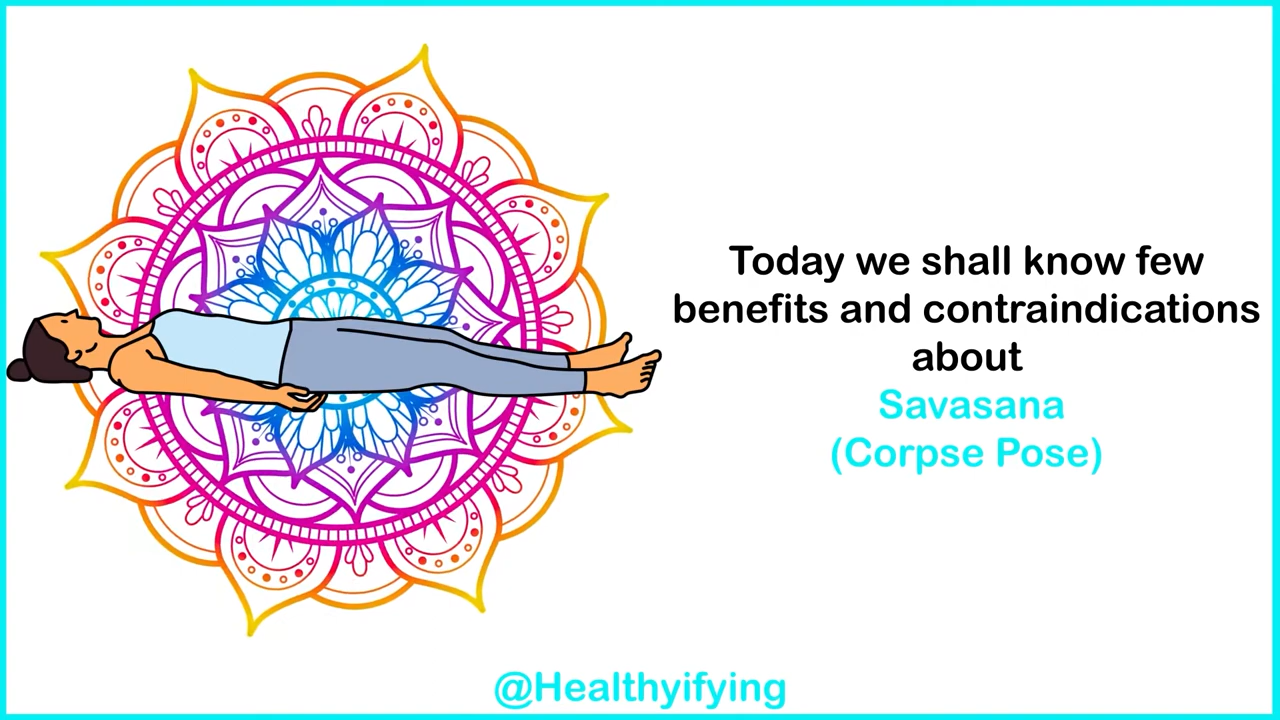 Today we shall know few
benefits and contraindications
about
Savasana
(Corpse Pose)
@Healthyifying